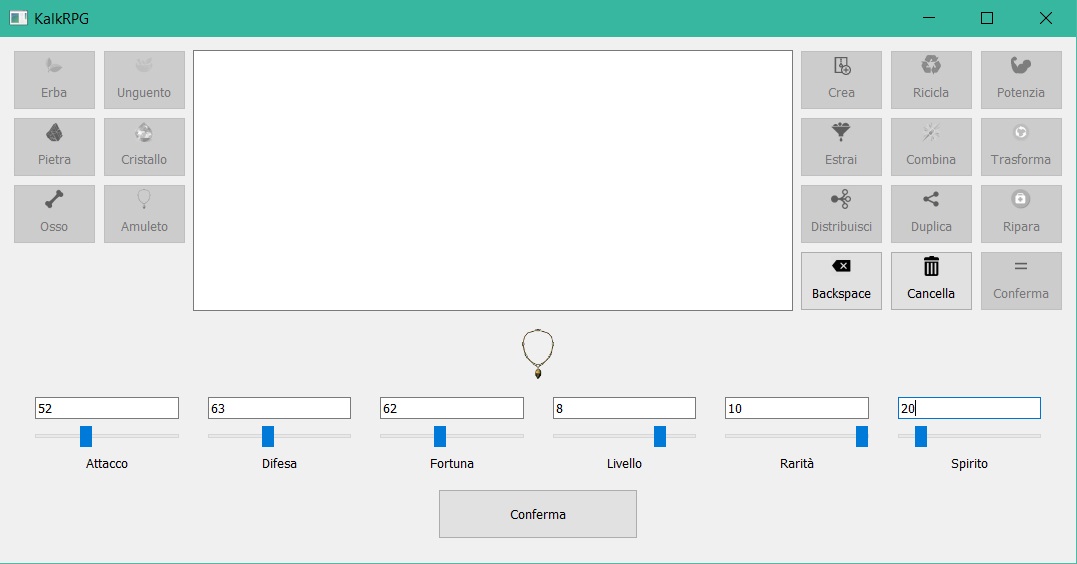 KalkRPG
Erba Unguento Crea Ricicla Potenzia
Pietra Cristallo Estrai Combina Trasforma
Osso Amuleto Distribuisci Duplica Ripara
Backspace Cancella Conferma
52 63 62 8 10 20
Attacco Difesa Fortuna Livello Rarità Spirito
Conferma